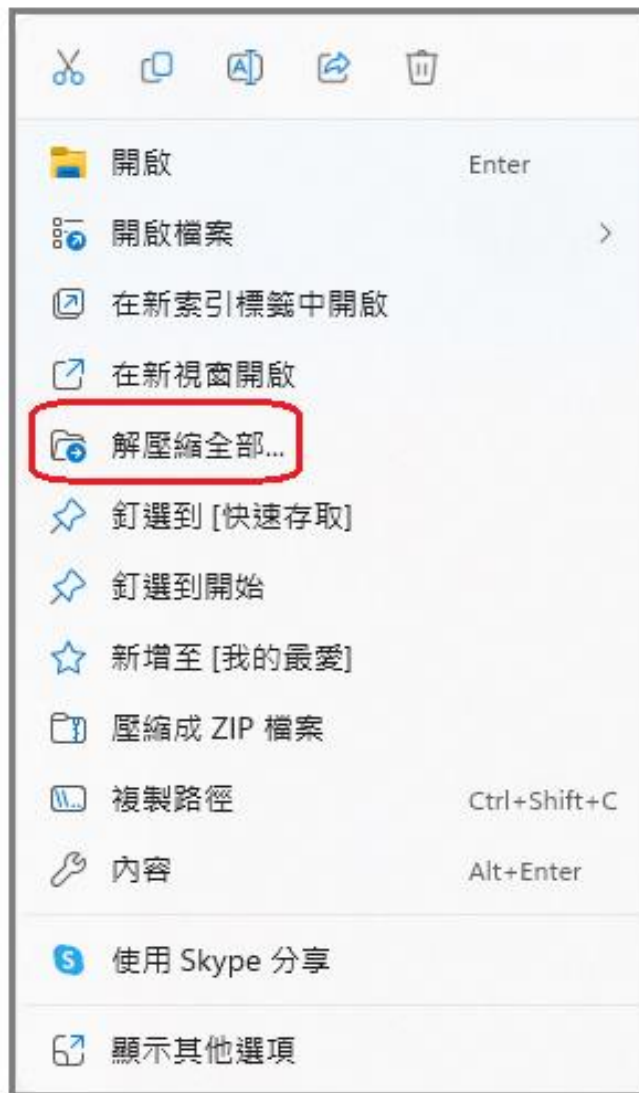 開啟 Enter
開啟檔案
在新索引標籤中開啟
在新視窗開啟
解壓縮全部...
釘選到 [快速存取]
釘選到開始
新增至 [我的最愛]
壓縮成 ZIP 檔案
複製路徑 Ctrl+Shift+C
內容 Alt+Enter
使用 Skype 分享
顯示其他選項